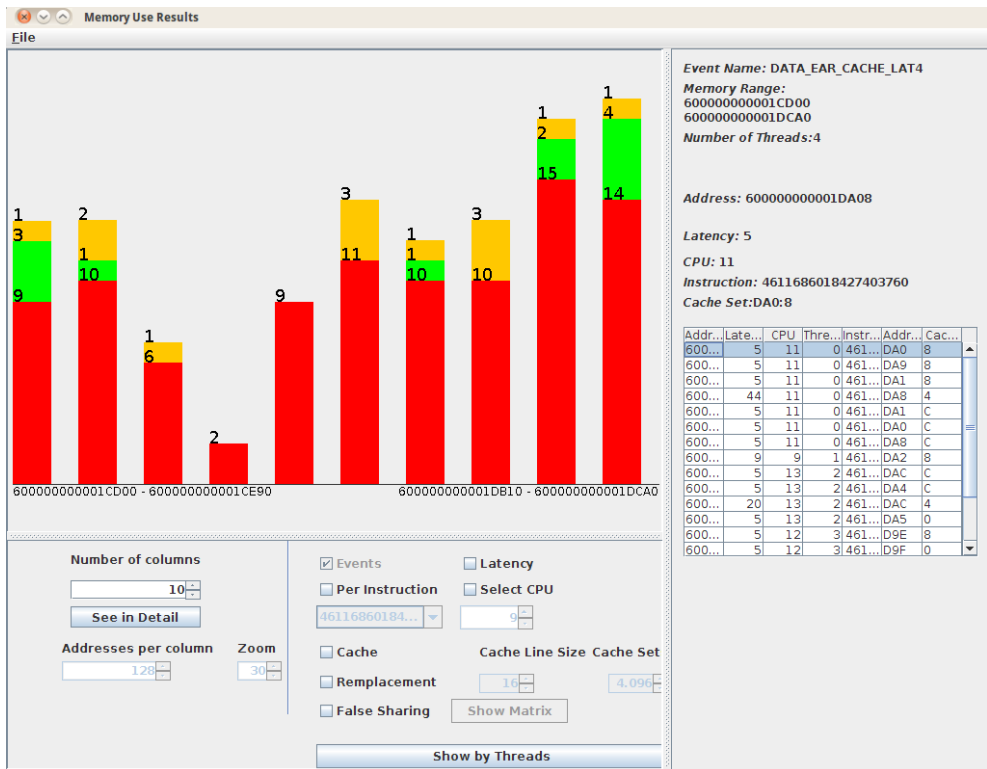 Memory Use Results
File
1
3
9
2
1
10
1
6
2
9
3
11
1
1
10
3
10
1
2
15
1
4
14
600000000001CD00 - 600000000001CE90
600000000001DB10 - 600000000001DCA0
Number of columns
10
See in Detail
Addresses per column Zoom
128 30
Events Latency
Per Instruction Select CPU
46116860184... 9
Cache Cache Line Size Cache Set
Remplacement 16 4.096
False Sharing Show Matrix
Show by Threads
Event Name: DATA_EAR_CACHE_LAT4
Memory Range:
600000000001CD00
600000000001DCA0
Number of Threads:4
Address: 600000000001DA08
Latency: 5
CPU: 11
Instruction: 4611686018427403760
Cache Set:DA0:8
Addr... Late... CPU Thre... Instr... Addr... Cac...
600... 5 11 0 461... DA0 8
600... 5 11 0 461... DA9 8
600... 5 11 0 461... DA1 8
600... 44 11 0 461... DA8 4
600... 5 11 0 461... DA1 C
600... 5 11 0 461... DA0 C
600... 5 11 0 461... DA8 C
600... 9 9 1 461... DA2 8
600... 5 13 2 461... DAC C
600... 5 13 2 461... DA4 C
600... 20 13 2 461... DAC 4
600... 5 13 2 461... DA5 0
600... 5 12 3 461... D9E 8
600... 5 12 3 461... D9F 0